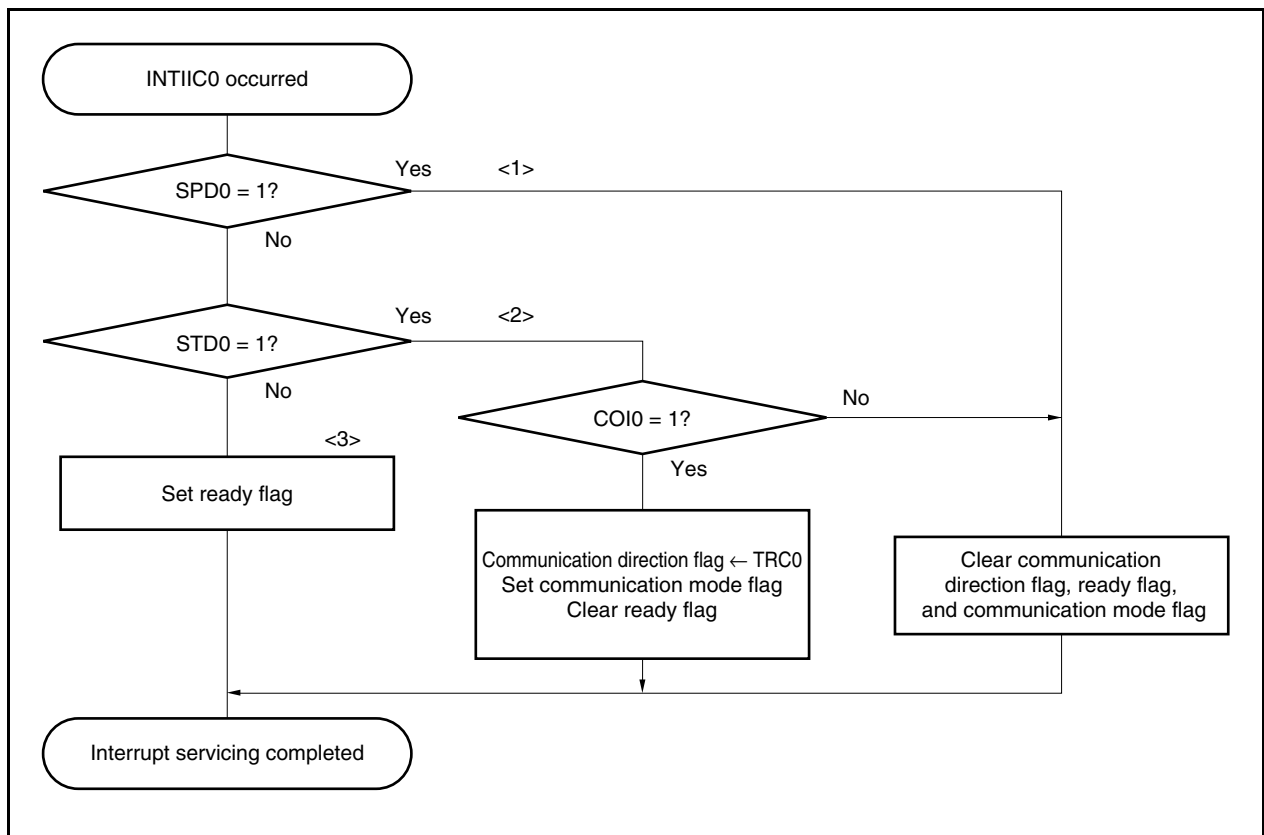 INTIIC0 occurred
Yes
<1>
SPD0 = 1?
No
Yes
<2>
STD0 = 1?
No
COI0 = 1?
No
<3>
Yes
Set ready flag
Communication direction flag ← TRC0
Set communication mode flag
Clear ready flag
Clear communication
direction flag, ready flag,
and communication mode flag
Interrupt servicing completed